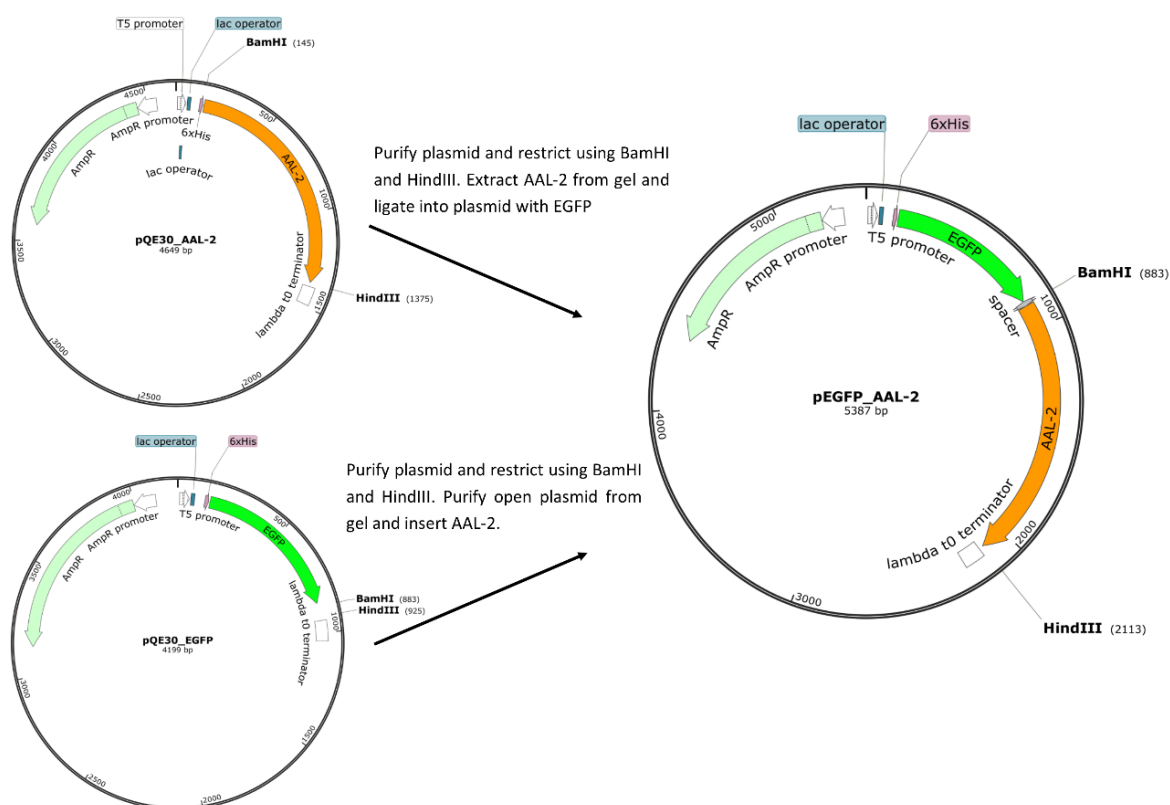 T5 promoter
lac operator
BamHI (145)
4500
500
4000
1000
3500
1500
3000
2500
2000
AmpR promoter
AmpR
6xHis
lac operator
AAL-2
pQE30_AAL-2
4649 bp
lambda t0 terminator
HindIII (1375)
Purify plasmid and restrict using BamHI
and HindIII. Extract AAL-2 from gel and
ligate into plasmid with EGFP
lac operator
6xHis
4000
500
3500
1000
3000
1500
2500
2000
T5 promoter
AmpR promoter
AmpR
EGFP
pQE30_EGFP
4199 bp
BamHI (883)
HindIII (925)
lambda t0 terminator
Purify plasmid and restrict using BamHI
and HindIII. Purify open plasmid from
gel and insert AAL-2.
lac operator
6xHis
5000
T5 promoter
AmpR promoter
AmpR
EGFP
BamHI (883)
1000
spacer
pEGFP_AAL-2
5387 bp
4000
AAL-2
lambda t0 terminator
2000
3000
HindIII (2113)